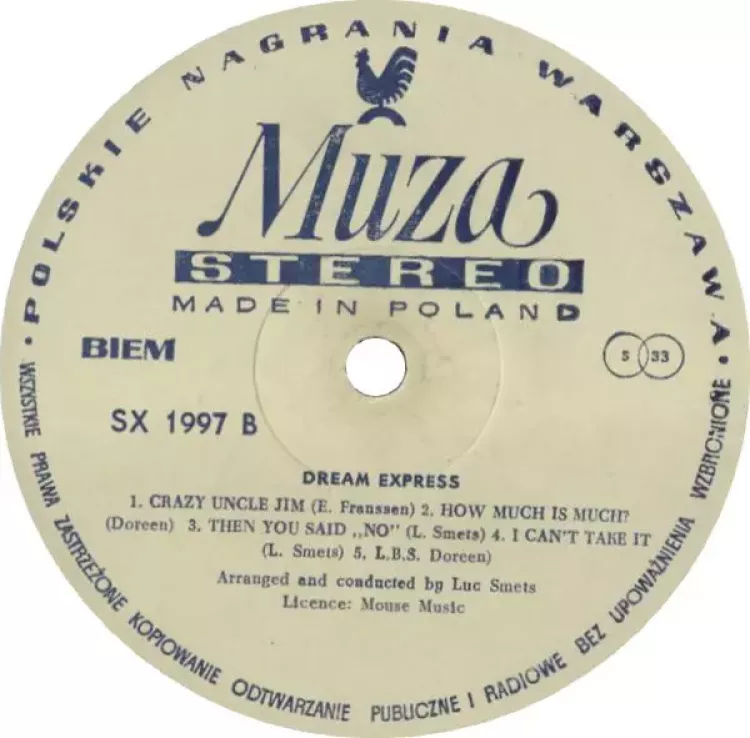 • POLSKIE NAGRANIA WARSZAWA •
Muza
STEREO
MADE IN POLAND
BIEM
S 33
SX 1997 B
DREAM EXPRESS
1. CRAZY UNCLE JIM (E. Franssen) 2. HOW MUCH IS MUCH?
(Doreen) 3. THEN YOU SAID „NO" (L. Smets) 4. I CAN'T TAKE IT
(L. Smets) 5, L.B.S. Doreen)
Arranged and conducted by Luc Smets
Licence: Mouse Music
WSZYSTKIE PRAWA ZASTRZEŻONE KOPIOWANIE ODTWARZANIE PUBLICZNE I RADIOWE BEZ UPOWAŻNIENIA WZBRONIONE